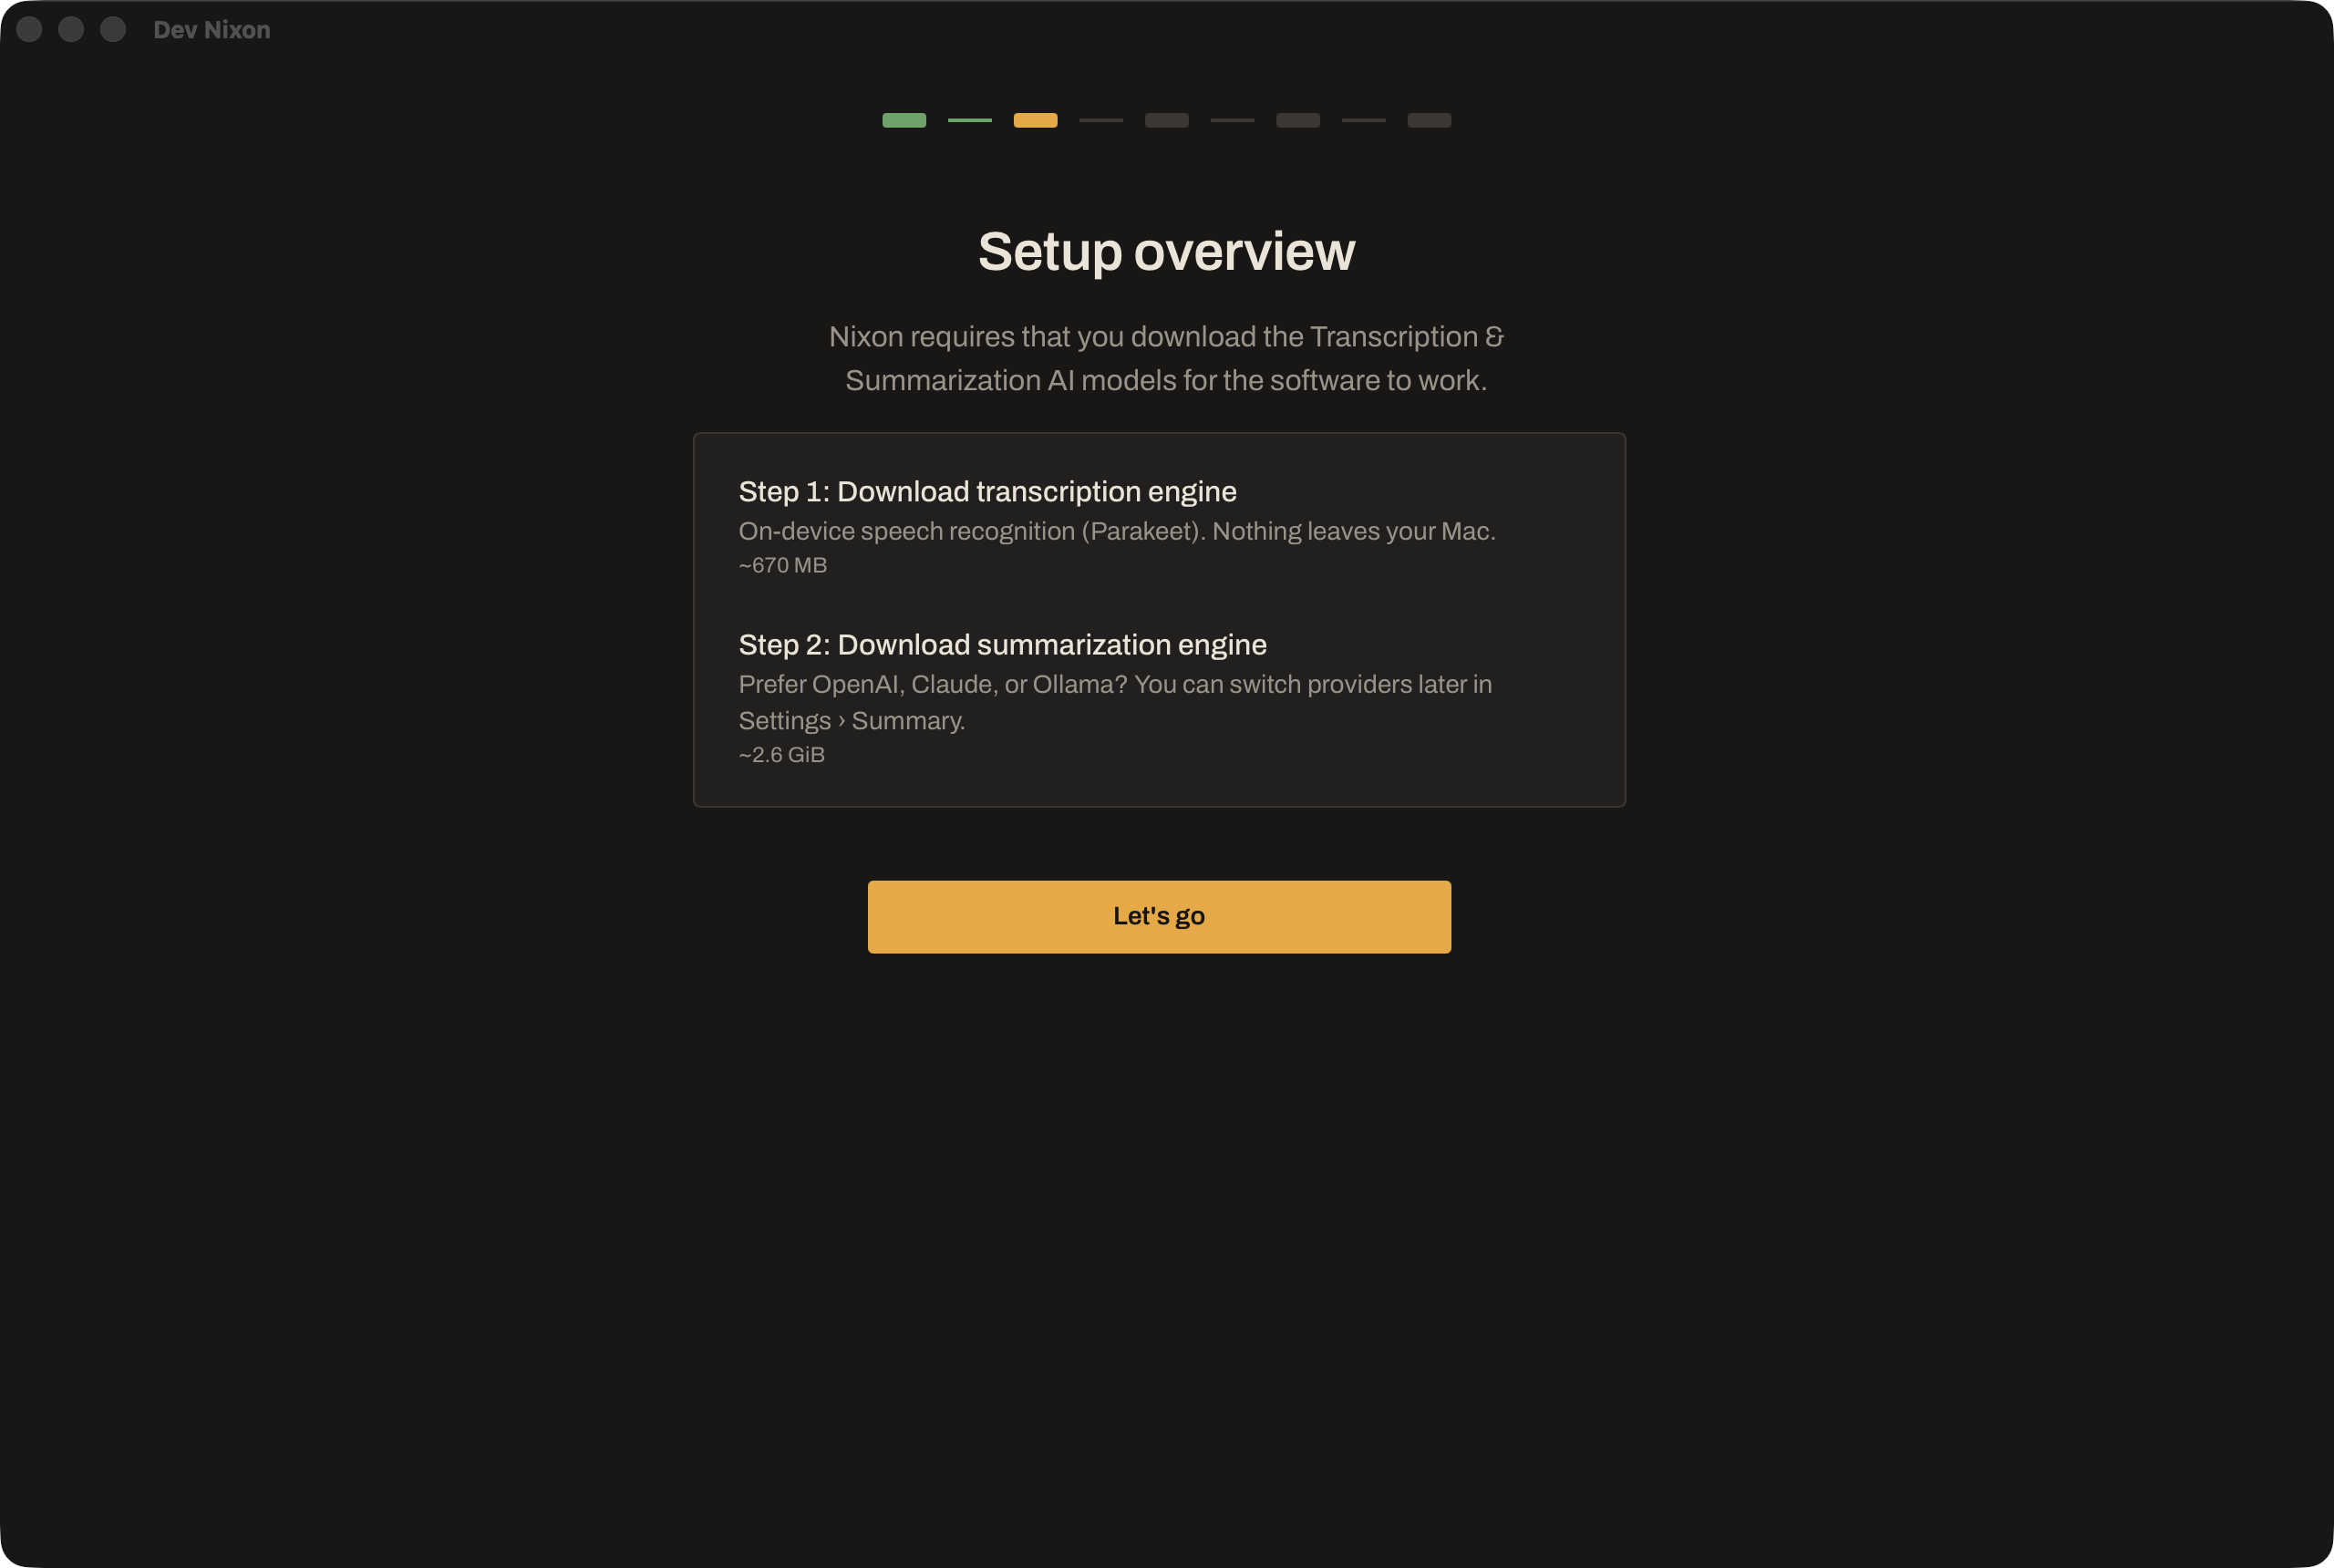 Dev Nixon
Setup overview
Nixon requires that you download the Transcription &
Summarization AI models for the software to work.
Step 1: Download transcription engine
On-device speech recognition (Parakeet). Nothing leaves your Mac.
~670 MB
Step 2: Download summarization engine
Prefer OpenAI, Claude, or Ollama? You can switch providers later in
Settings › Summary.
~2.6 GiB
Let's go